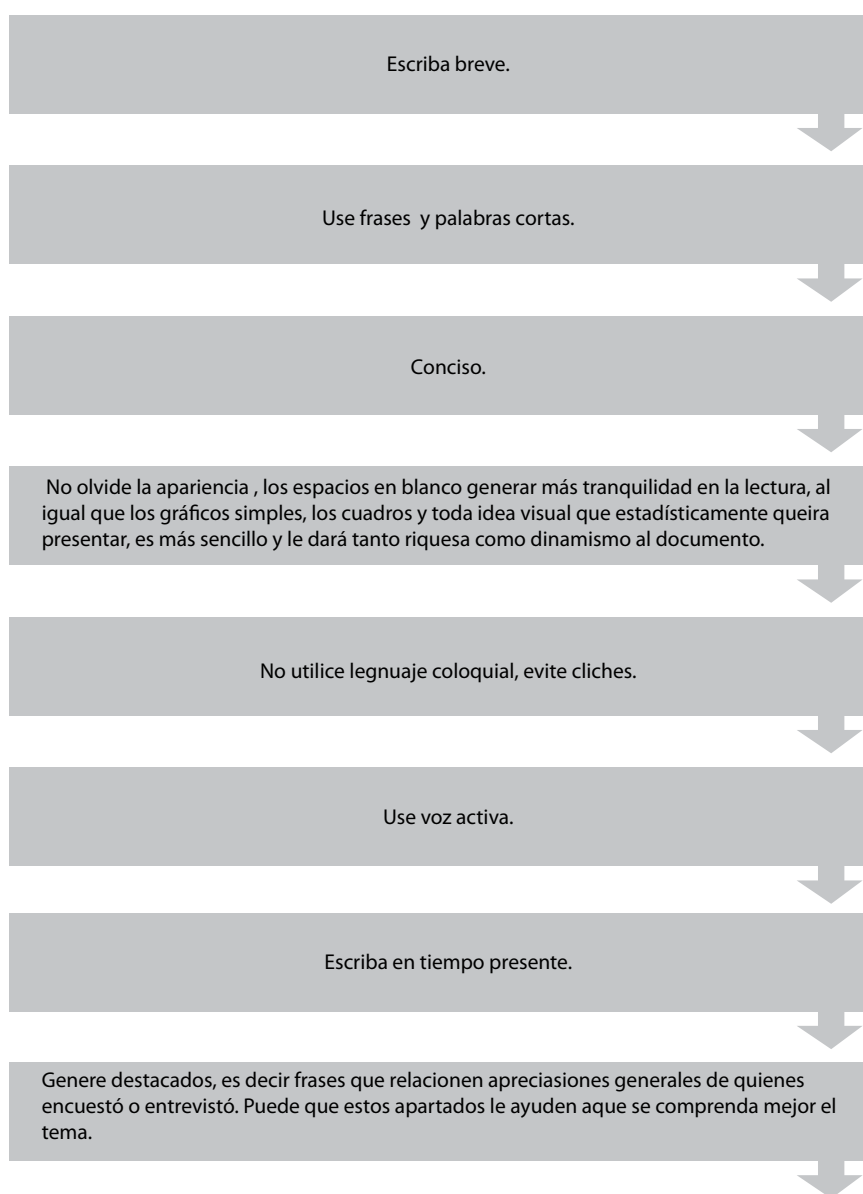 Escriba breve.
Use frases  y palabras cortas.
Conciso.
No olvide la apariencia , los espacios en blanco generar más tranquilidad en la lectura, al
igual que los gráficos simples, los cuadros y toda idea visual que estadísticamente queira
presentar, es más sencillo y le dará tanto riquesa como dinamismo al documento.
No utilice legnuaje coloquial, evite cliches.
Use voz activa.
Escriba en tiempo presente.
Genere destacados, es decir frases que relacionen apreciasiones generales de quienes
encuestó o entrevistó. Puede que estos apartados le ayuden aque se comprenda mejor el
tema.